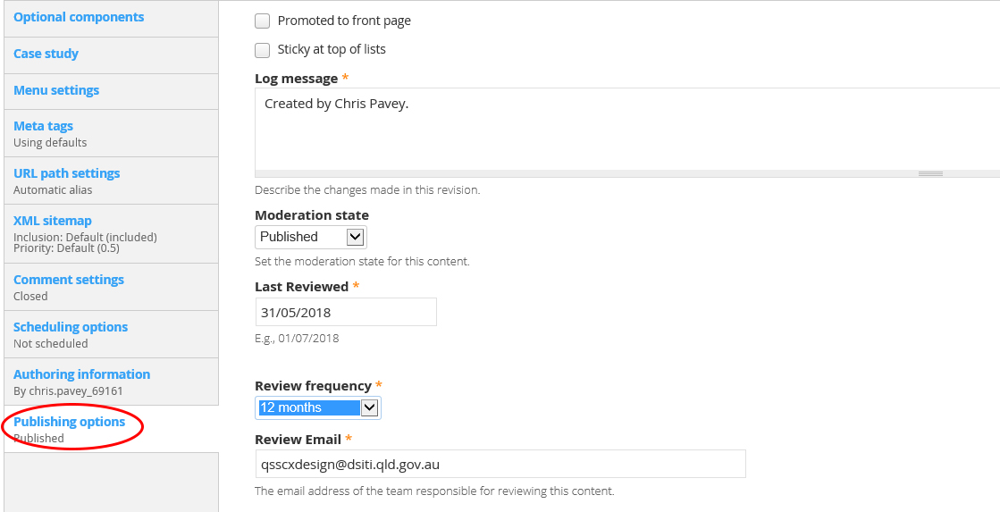 Optional components
Case study
Menu settings
Meta tags
Using defaults
URL path settings
Automatic alias
XML sitemap
Inclusion: Default (included)
Priority: Default (0.5)
Comment settings
Closed
Scheduling options
Not scheduled
Authoring information
By chris.pavey_69161
Publishing options
Published
Promoted to front page
Sticky at top of lists
Log message *
Created by Chris Pavey.
Describe the changes made in this revision.
Moderation state
Published
Set the moderation state for this content.
Last Reviewed *
31/05/2018
E.g., 01/07/2018
Review frequency *
12 months
Review Email *
qsscxdesign@dsiti.qld.gov.au
The email address of the team responsible for reviewing this content.